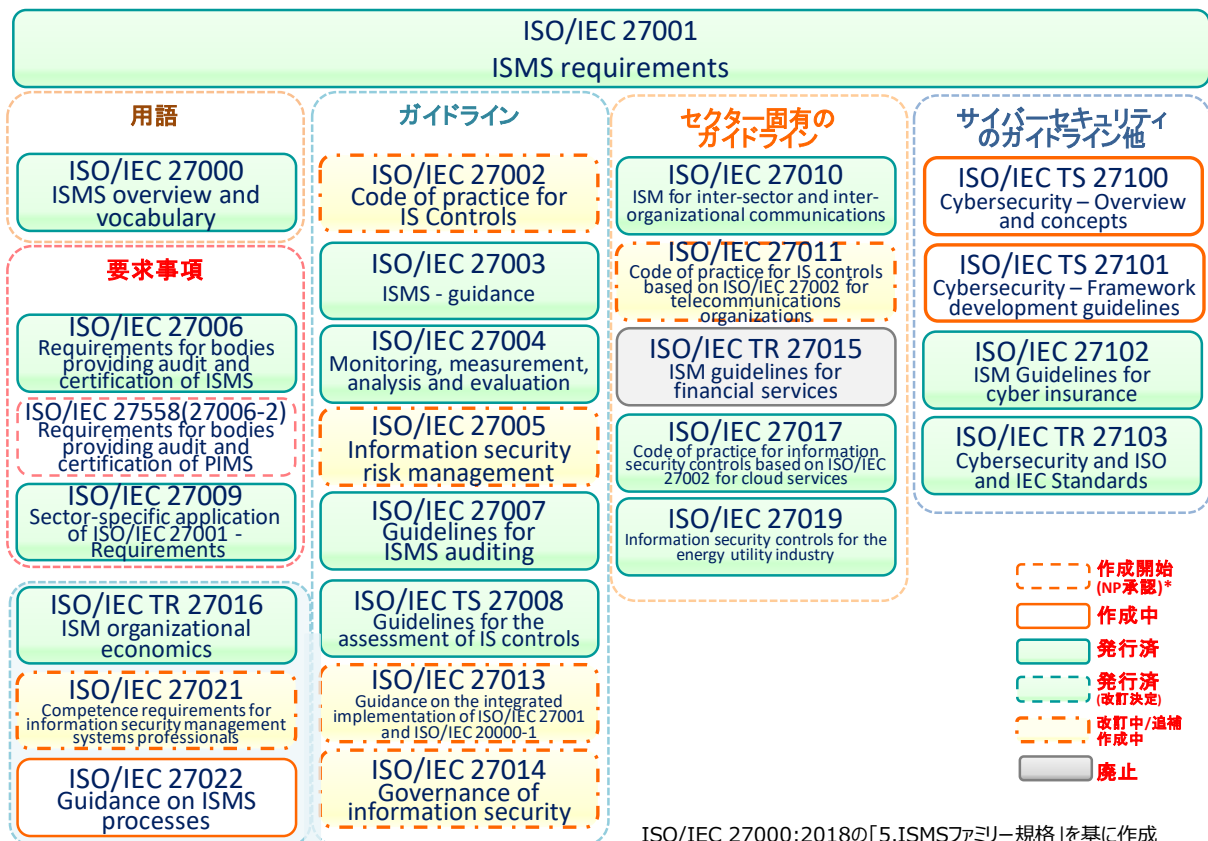 ISO/IEC 27001
ISMS requirements
用語
ISO/IEC 27000
ISMS overview and
vocabulary
要求事項
ISO/IEC 27006
Requirements for bodies
providing audit and
certification of ISMS
ISO/IEC 27558(27006-2)
Requirements for bodies
providing audit and
certification of PIMS
ISO/IEC 27009
Sector-specific application
of ISO/IEC 27001 -
Requirements
ISO/IEC TR 27016
ISM organizational
economics
ISO/IEC 27021
Competence requirements for
information security management
systems professionals
ISO/IEC 27022
Guidance on ISMS
processes
ガイドライン
ISO/IEC 27002
Code of practice for
IS Controls
ISO/IEC 27003
ISMS - guidance
ISO/IEC 27004
Monitoring, measurement,
analysis and evaluation
ISO/IEC 27005
Information security
risk management
ISO/IEC 27007
Guidelines for
ISMS auditing
ISO/IEC TS 27008
Guidelines for the
assessment of IS controls
ISO/IEC 27013
Guidance on the integrated
implementation of ISO/IEC 27001
and ISO/IEC 20000-1
ISO/IEC 27014
Governance of
information security
セクター固有の
ガイドライン
ISO/IEC 27010
ISM for inter-sector and inter-
organizational communications
ISO/IEC 27011
Code of practice for IS controls
based on ISO/IEC 27002 for
telecommunications
organizations
ISO/IEC TR 27015
ISM guidelines for
financial services
ISO/IEC 27017
Code of practice for information
security controls based on ISO/IEC
27002 for cloud services
ISO/IEC 27019
Information security controls for the
energy utility industry
サイバーセキュリティ
のガイドライン他
ISO/IEC TS 27100
Cybersecurity – Overview
and concepts
ISO/IEC TS 27101
Cybersecurity – Framework
development guidelines
ISO/IEC 27102
ISM Guidelines for
cyber insurance
ISO/IEC TR 27103
Cybersecurity and ISO
and IEC Standards
作成開始
(NP承認)*
作成中
発行済
発行済
(改訂決定)
改訂中/追補
作成中
廃止
ISO/IEC 27000:2018の「5.ISMSファミリー規格」を基に作成